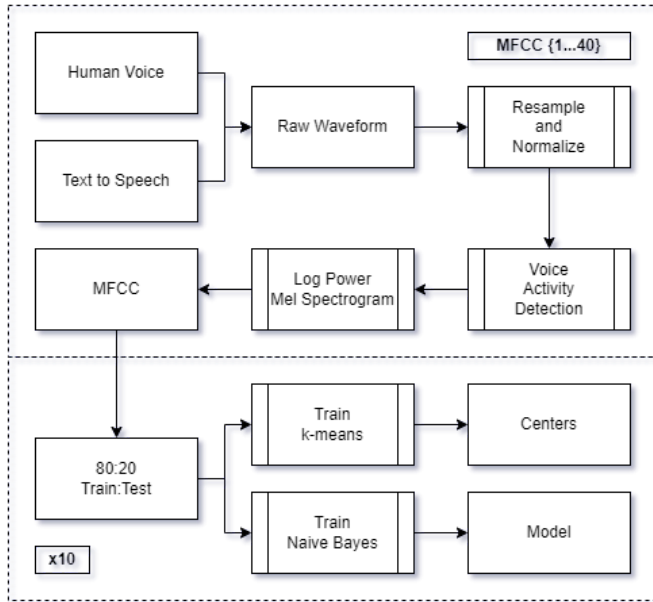 MFCC {1...40}
Human Voice
Text to Speech
Raw Waveform
Resample
and
Normalize
Voice
Activity
Detection
Log Power
Mel Spectrogram
MFCC
80:20
Train:Test
Train
k-means
Centers
Train
Naive Bayes
Model
x10